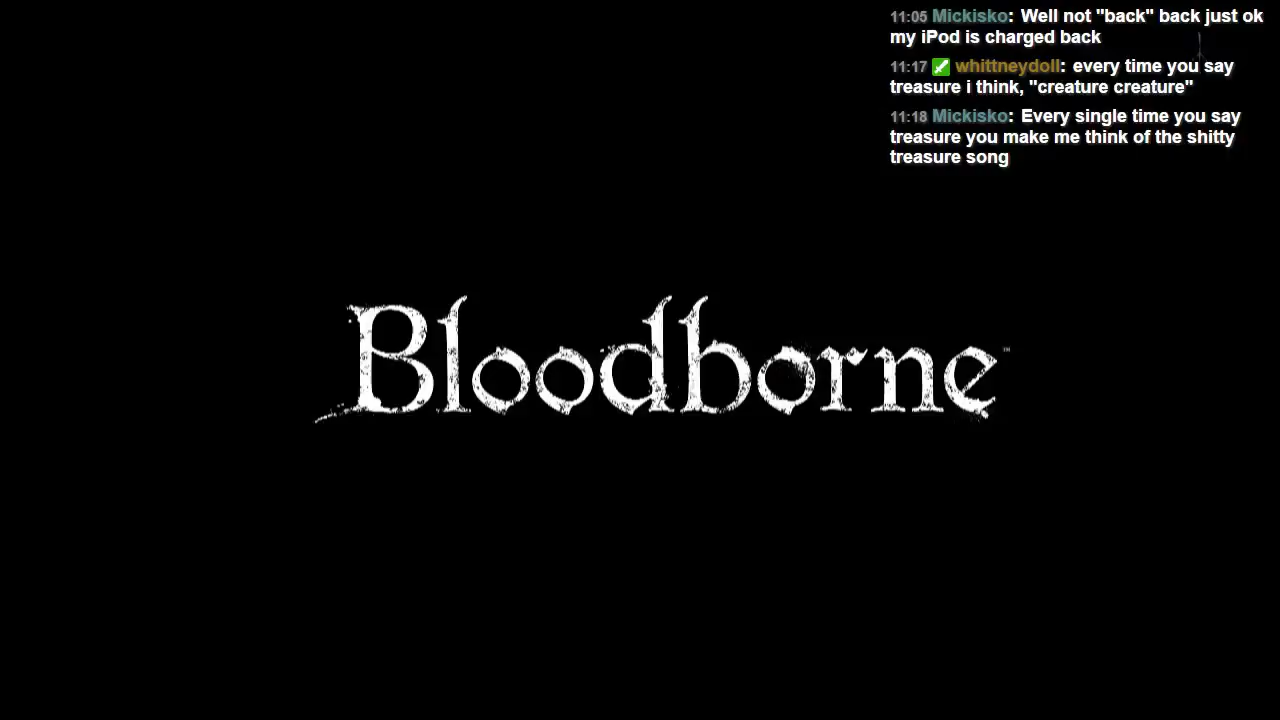 11:05 Mickisko: Well not "back" back just ok
my iPod is charged back
11:17 whittneydoll: every time you say
treasure i think, "creature creature"
11:18 Mickisko: Every single time you say
treasure you make me think of the shitty
treasure song
Bloodborne™